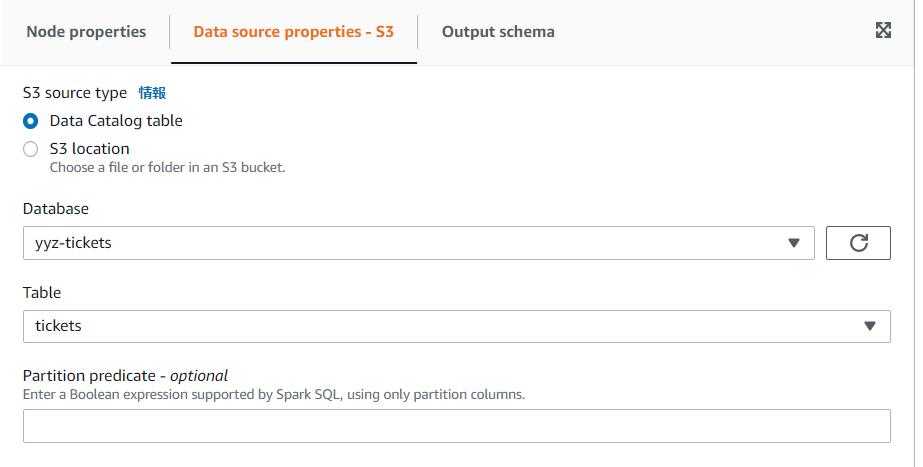 Node properties
Data source properties - S3
Output schema
S3 source type 情報
Data Catalog table
S3 location
Choose a file or folder in an S3 bucket.
Database
yyz-tickets
Table
tickets
Partition predicate - optional
Enter a Boolean expression supported by Spark SQL, using only partition columns.